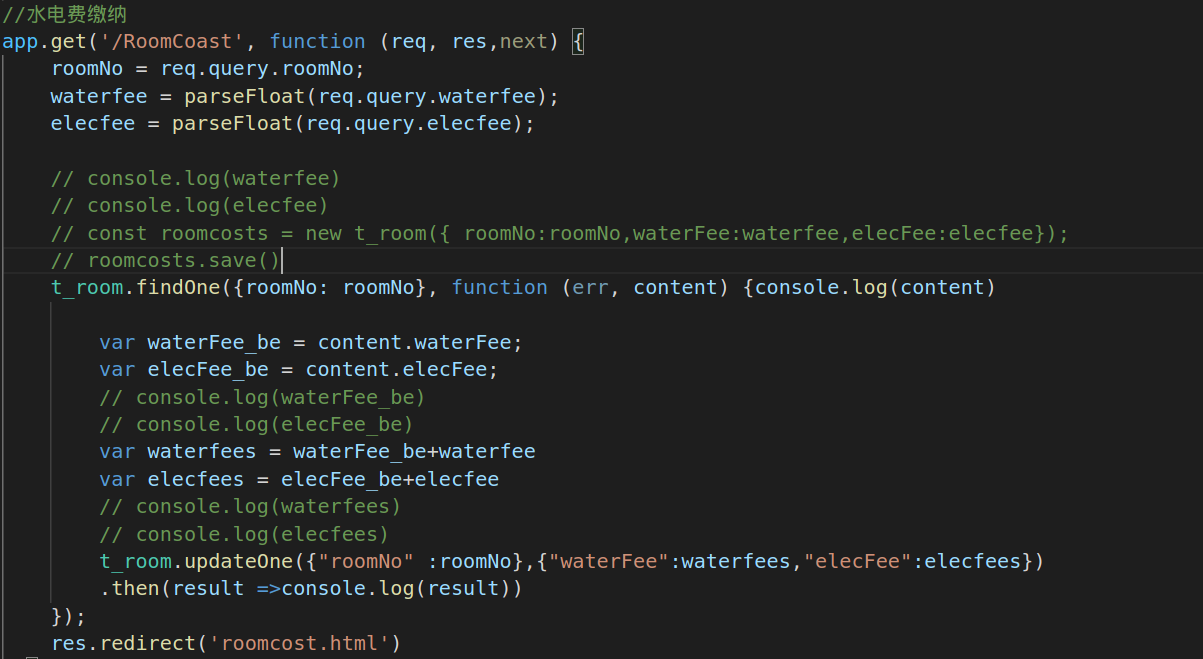 //水电费缴纳
app.get('/RoomCoast', function (req, res,next) {
    roomNo = req.query.roomNo;
    waterfee = parseFloat(req.query.waterfee);
    elecfee = parseFloat(req.query.elecfee);
    // console.log(waterfee)
    // console.log(elecfee)
    // const roomcosts = new t_room({ roomNo:roomNo,waterFee:waterfee,elecFee:elecfee});
    // roomcosts.save()
    t_room.findOne({roomNo: roomNo}, function (err, content) {console.log(content)
        var waterFee_be = content.waterFee;
        var elecFee_be = content.elecFee;
        // console.log(waterFee_be)
        // console.log(elecFee_be)
        var waterfees = waterFee_be+waterfee
        var elecfees = elecFee_be+elecfee
        // console.log(waterfees)
        // console.log(elecfees)
        t_room.updateOne({"roomNo" :roomNo},{"waterFee":waterfees,"elecFee":elecfees})
        .then(result =>console.log(result))
    });
    res.redirect('roomcost.html')